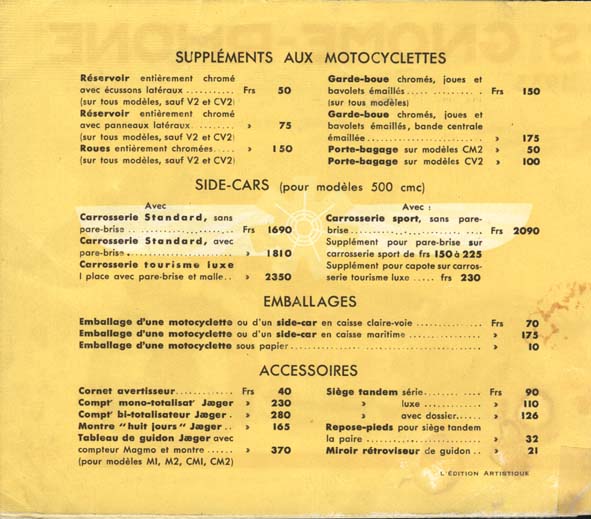 SUPPLÉMENTS AUX MOTOCYCLETTES
Réservoir entièrement chromé
avec écussons latéraux .......... Frs 50
(sur tous modèles, sauf V2 et CV2)
Réservoir entièrement chromé
avec panneaux latéraux ......... » 75
(sur tous modèles, sauf V2 et CV2)
Roues entièrement chromées..... » 150
(sur tous modèles, sauf V2 et CV2)
Garde-boue chromés, joues et
bavolets émaillés ..... .......... Frs 150
(sur tous modèles)
Garde-boue chromés, joues et
bavolets émaillés, bande centrale
émaillée ..................... » 175
Porte-bagage sur modèles CM2 » 50
Porte-bagage sur modèles CV2 » 100
SIDE-CARS (pour modèles 500 cmc)
Avec
Carrosserie Standard, sans
pare-brise ..................... Frs 1690
Carrosserie Standard, avec
pare-brise ..................... » 1810
Carrosserie tourisme luxe
1 place avec pare-brise et malle.. » 2350
Avec :
Carrosserie sport, sans pare-
brise ..................... Frs 2090
Supplément pour pare-brise sur
carrosserie sport de frs 150 à 225
Supplément pour capote sur carros-
serie tourisme luxe ..... frs 230
EMBALLAGES
Emballage d'une motocyclette ou d'un side-car en caisse claire-voie ............... Frs 70
Emballage d'une motocyclette ou d'un side-car en caisse maritime ............... » 175
Emballage d'une motocyclette sous papier ............... » 10
ACCESSOIRES
Cornet avertisseur ............ Frs 40
Compt' mono-totalisat' Jæger » 230
Compt' bi-totalisateur Jæger . » 280
Montre "huit jours" Jæger .. » 165
Tableau de guidon Jæger avec
compteur Magmo et montre ...... » 370
(pour modèles M1, M2, CM1, CM2)
Siège tandem série.......... Frs 90
» luxe .......... » 110
» avec dossier...... » 126
Repose-pieds pour siège tandem
la paire ..................... » 32
Miroir rétroviseur de guidon .. » 21
L'ÉDITION ARTISTIQUE